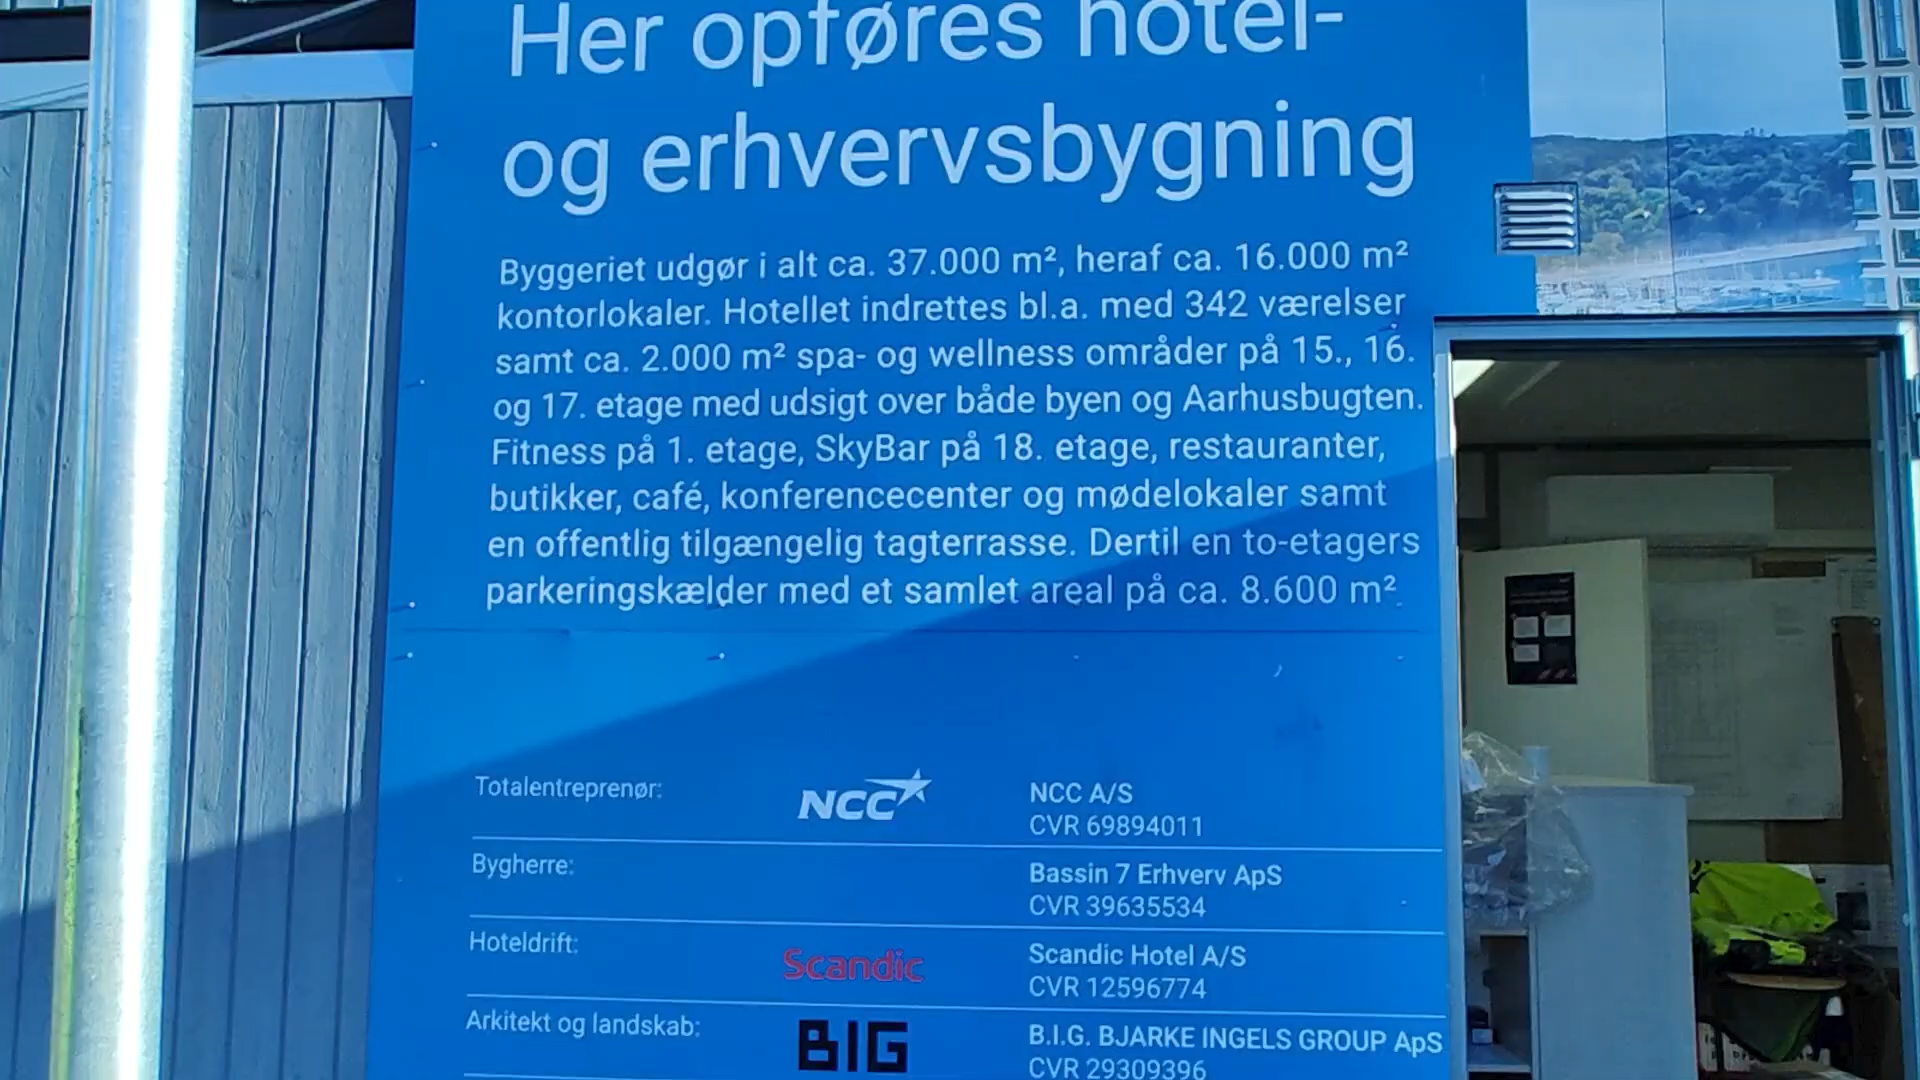 Her opføres hotel-
og erhvervsbygning
Byggeriet udgør i alt ca. 37.000 m², heraf ca. 16.000 m²
kontorlokaler. Hotellet indrettes bl.a. med 342 værelser
samt ca. 2.000 m² spa- og wellness områder på 15., 16.
og 17. etage med udsigt over både byen og Aarhusbugten.
Fitness på 1. etage, SkyBar på 18. etage, restauranter,
butikker, café, konferencecenter og mødelokaler samt
en offentlig tilgængelig tagterrasse. Dertil en to-etagers
parkeringskælder med et samlet areal på ca. 8.600 m².
Totalentreprenør: NCC NCC A/S
CVR 69894011
Bygherre: Bassin 7 Erhverv ApS
CVR 39635534
Hoteldrift: Scandic Scandic Hotel A/S
CVR 12596774
Arkitekt og landskab: BIG B.I.G. BJARKE INGELS GROUP ApS
CVR 29309396